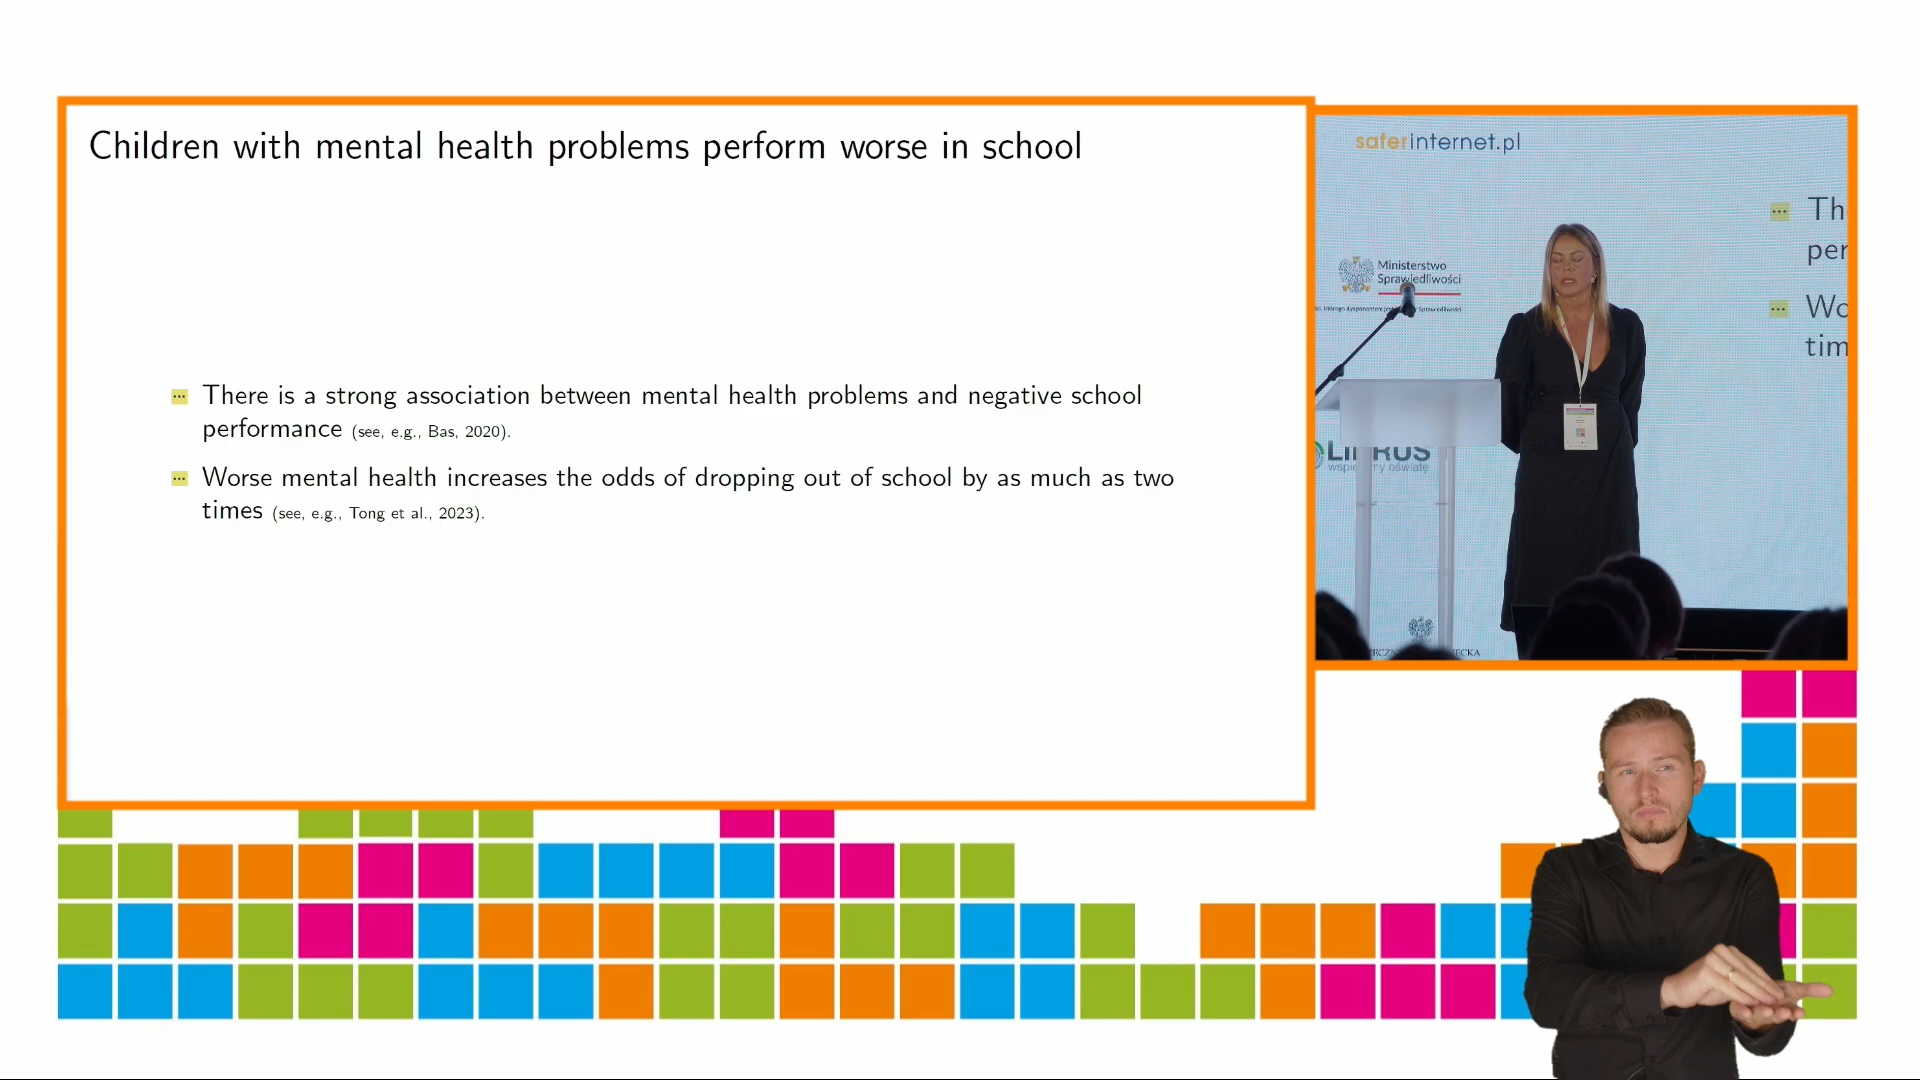 Children with mental health problems perform worse in school
There is a strong association between mental health problems and negative school
performance (see, e.g., Bas, 2020).
Worse mental health increases the odds of dropping out of school by as much as two
times (see, e.g., Tong et al., 2023).
saferinternet.pl
Th
per
Wo
tim
Ministerstwo
Sprawiedliwości